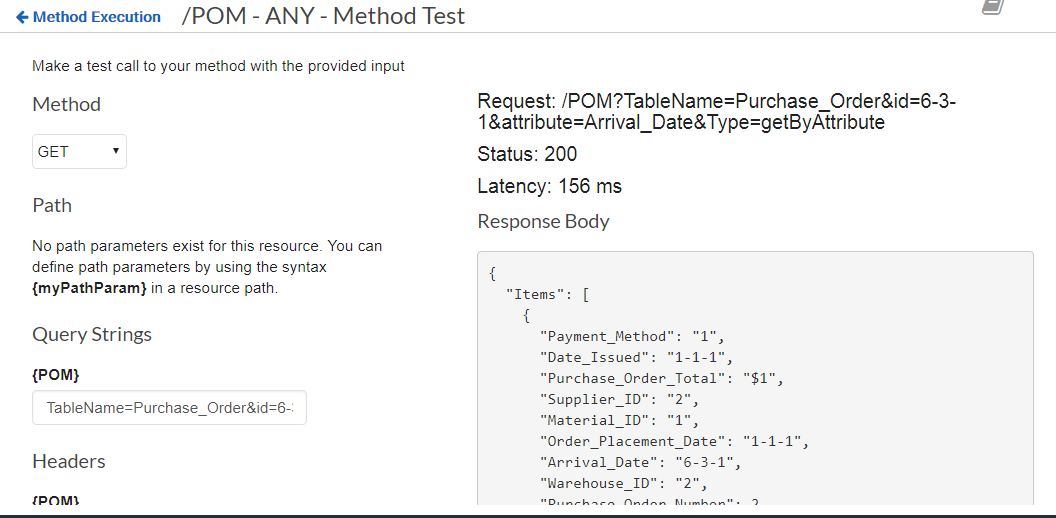 Method Execution /POM - ANY - Method Test
Make a test call to your method with the provided input
Method
GET
Path
No path parameters exist for this resource. You can
define path parameters by using the syntax
{myPathParam} in a resource path.
Query Strings
{POM}
TableName=Purchase_Order&id=6-
Headers
{POM}
Request: /POM?TableName=Purchase_Order&id=6-3-
1&attribute=Arrival_Date&Type=getByAttribute
Status: 200
Latency: 156 ms
Response Body
{
"Items": [
{
"Payment_Method": "1",
"Date_Issued": "1-1-1",
"Purchase_Order_Total": "$1",
"Supplier_ID": "2",
"Material_ID": "1",
"Order_Placement_Date": "1-1-1",
"Arrival_Date": "6-3-1",
"Warehouse_ID": "2",
"Purchase_Order_Number": 2